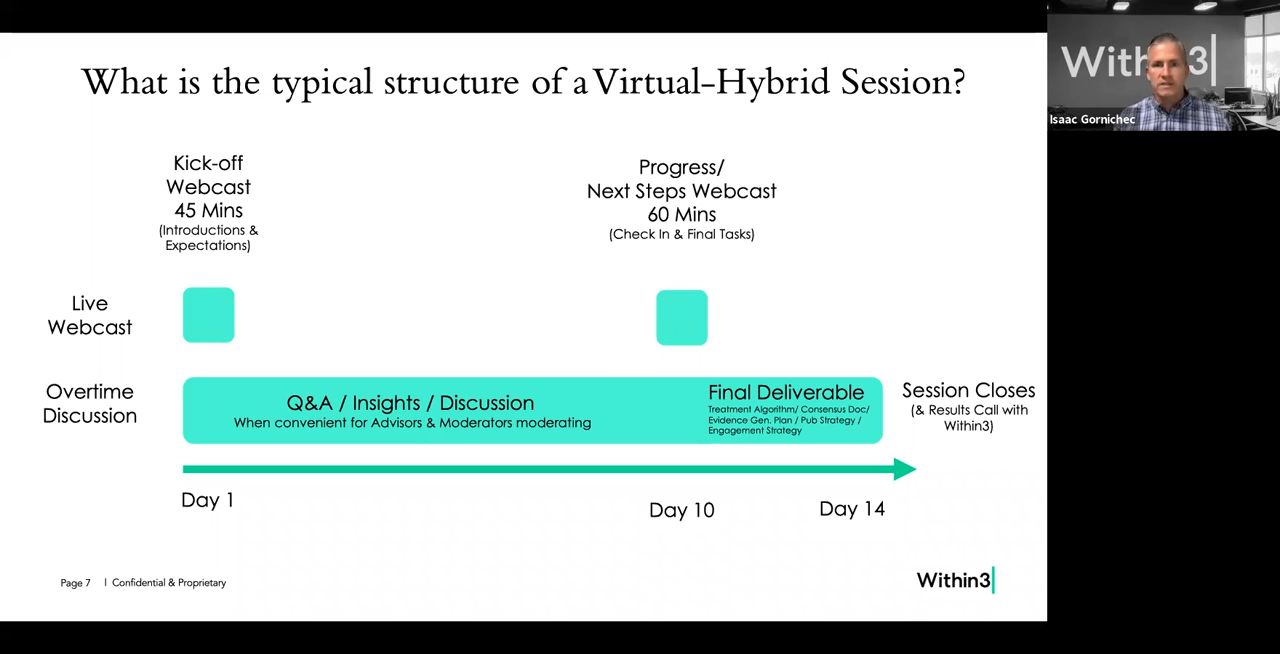 What is the typical structure of a Virtual-Hybrid Session?
Within3
Isaac Gornichec
Kick-off
Webcast
45 Mins
(Introductions &
Expectations)
Progress/
Next Steps Webcast
60 Mins
(Check In & Final Tasks)
Live
Webcast
Overtime
Discussion
Q&A / Insights / Discussion
When convenient for Advisors & Moderators moderating
Final Deliverable
Treatment Algorithm/ Consensus Doc/
Evidence Gen. Plan / Pub Strategy /
Engagement Strategy
Session Closes
(& Results Call with
Within3)
Day 1
Day 10
Day 14
Page 7 | Confidential & Proprietary
Within3